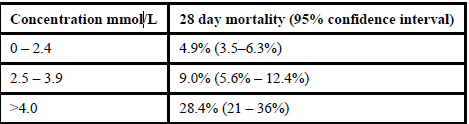 Concentration mmol/L 28 day mortality (95% confidence interval)
0 – 2.4 4.9% (3.5–6.3%)
2.5 – 3.9 9.0% (5.6% – 12.4%)
>4.0 28.4% (21 – 36%)